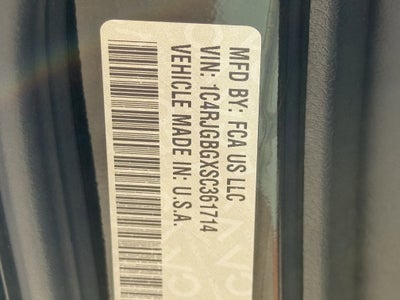 MFD BY: FCA US LLC
VIN: 1C4RJGBGXSC361714
VEHICLE MADE IN: U.S.A.